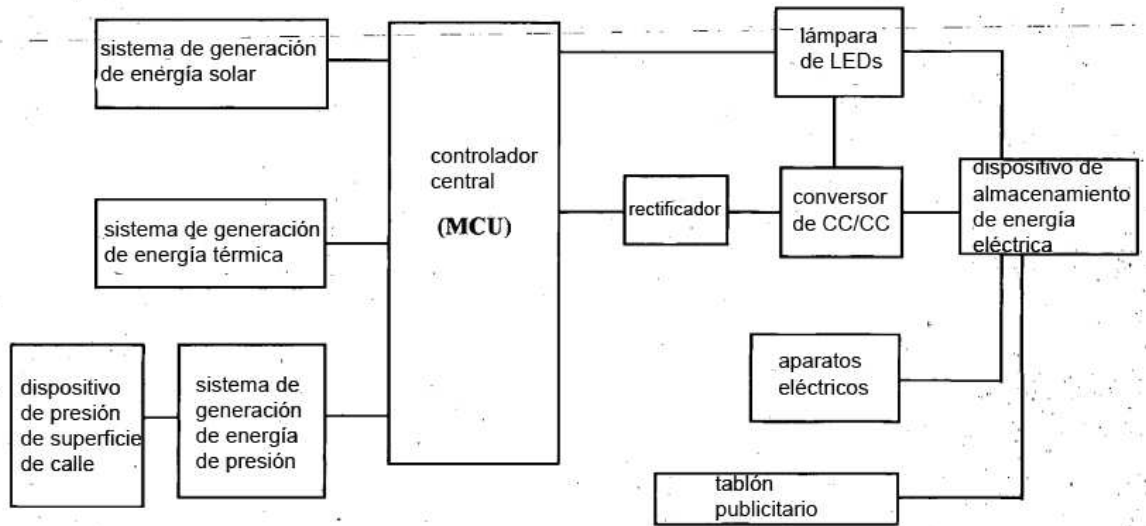 sistema de generación
de energía solar
sistema de generación
de energía térmica
dispositivo
de presión
de superficie
de calle
sistema de
generación
de energía
de presión
controlador
central
(MCU)
rectificador
lámpara
de LEDs
conversor
de CC/CC
dispositivo de
almacenamiento
de energía
eléctrica
aparatos
eléctricos
tablón
publicitario